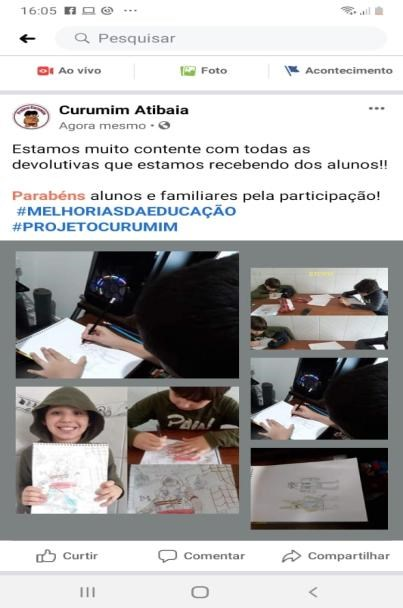 16:05
Pesquisar
Ao vivo
Foto
Acontecimento
Curumim Atibaia
Agora mesmo
Estamos muito contente com todas as
devolutivas que estamos recebendo dos alunos!!
Parabéns alunos e familiares pela participação!
#MELHORIASDAEDUCAÇÃO
#PROJETOCURUMIM
Curtir
Comentar
Compartilhar